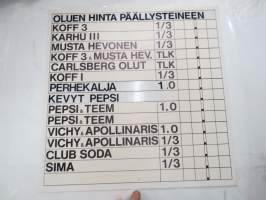 OLUEN HINTA PÄÄLLYSTEINEEN
KOFF 3 1/3
KARHU III 1/3
MUSTA HEVONEN 1/3
KOFF 3 & MUSTA HEV. TLK
CARLSBERG OLUT TLK
KOFF I 1/3
PERHEKALJA 1.0
KEVYT PEPSI
PEPSI & TEEM 1.0
PEPSI & TEEM
VICHY & APOLLINARIS 1.0
VICHY & APOLLINARIS 1/3
CLUB SODA 1/3
SIMA 1/3